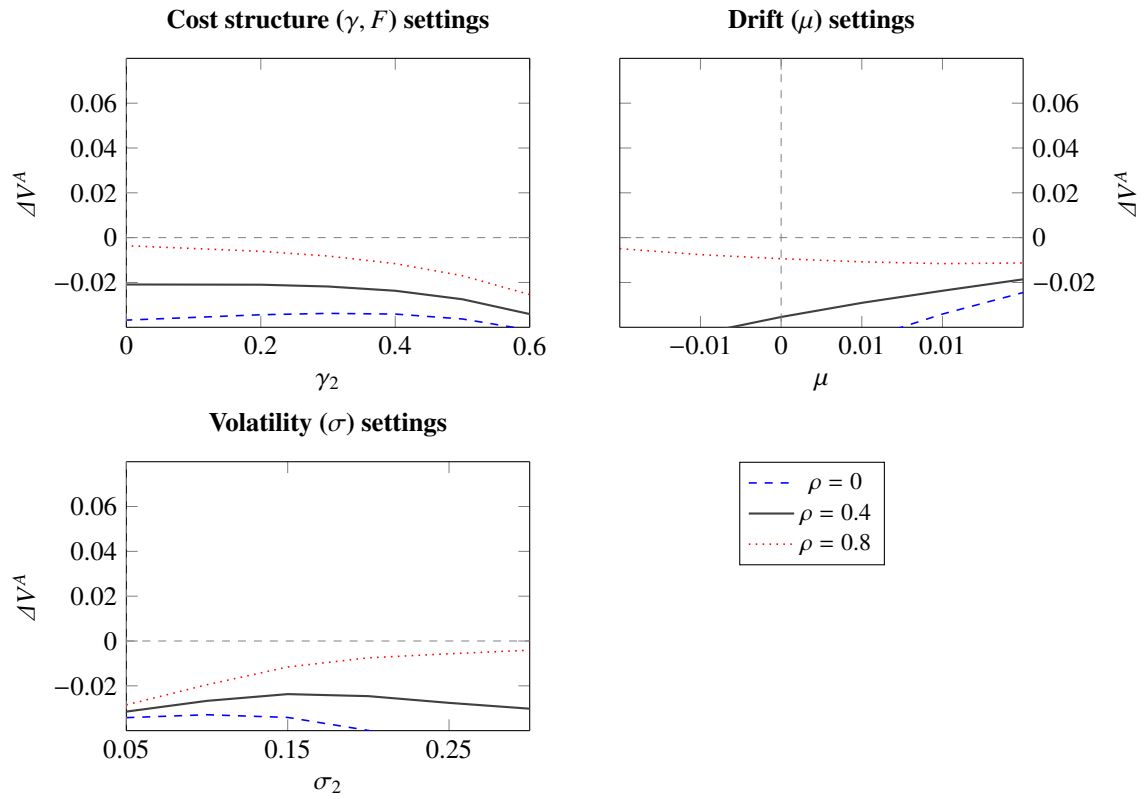 Cost structure (γ, F) settings
0.06
0.04
0.02
0
−0.02
ΔV^A
0 0.2 0.4 0.6
γ₂
Drift (μ) settings
0.06
0.04
0.02
0
−0.02
ΔV^A
−0.01 0 0.01 0.01
μ
Volatility (σ) settings
0.06
0.04
0.02
0
−0.02
ΔV^A
0.05 0.15 0.25
σ₂
ρ = 0
ρ = 0.4
ρ = 0.8